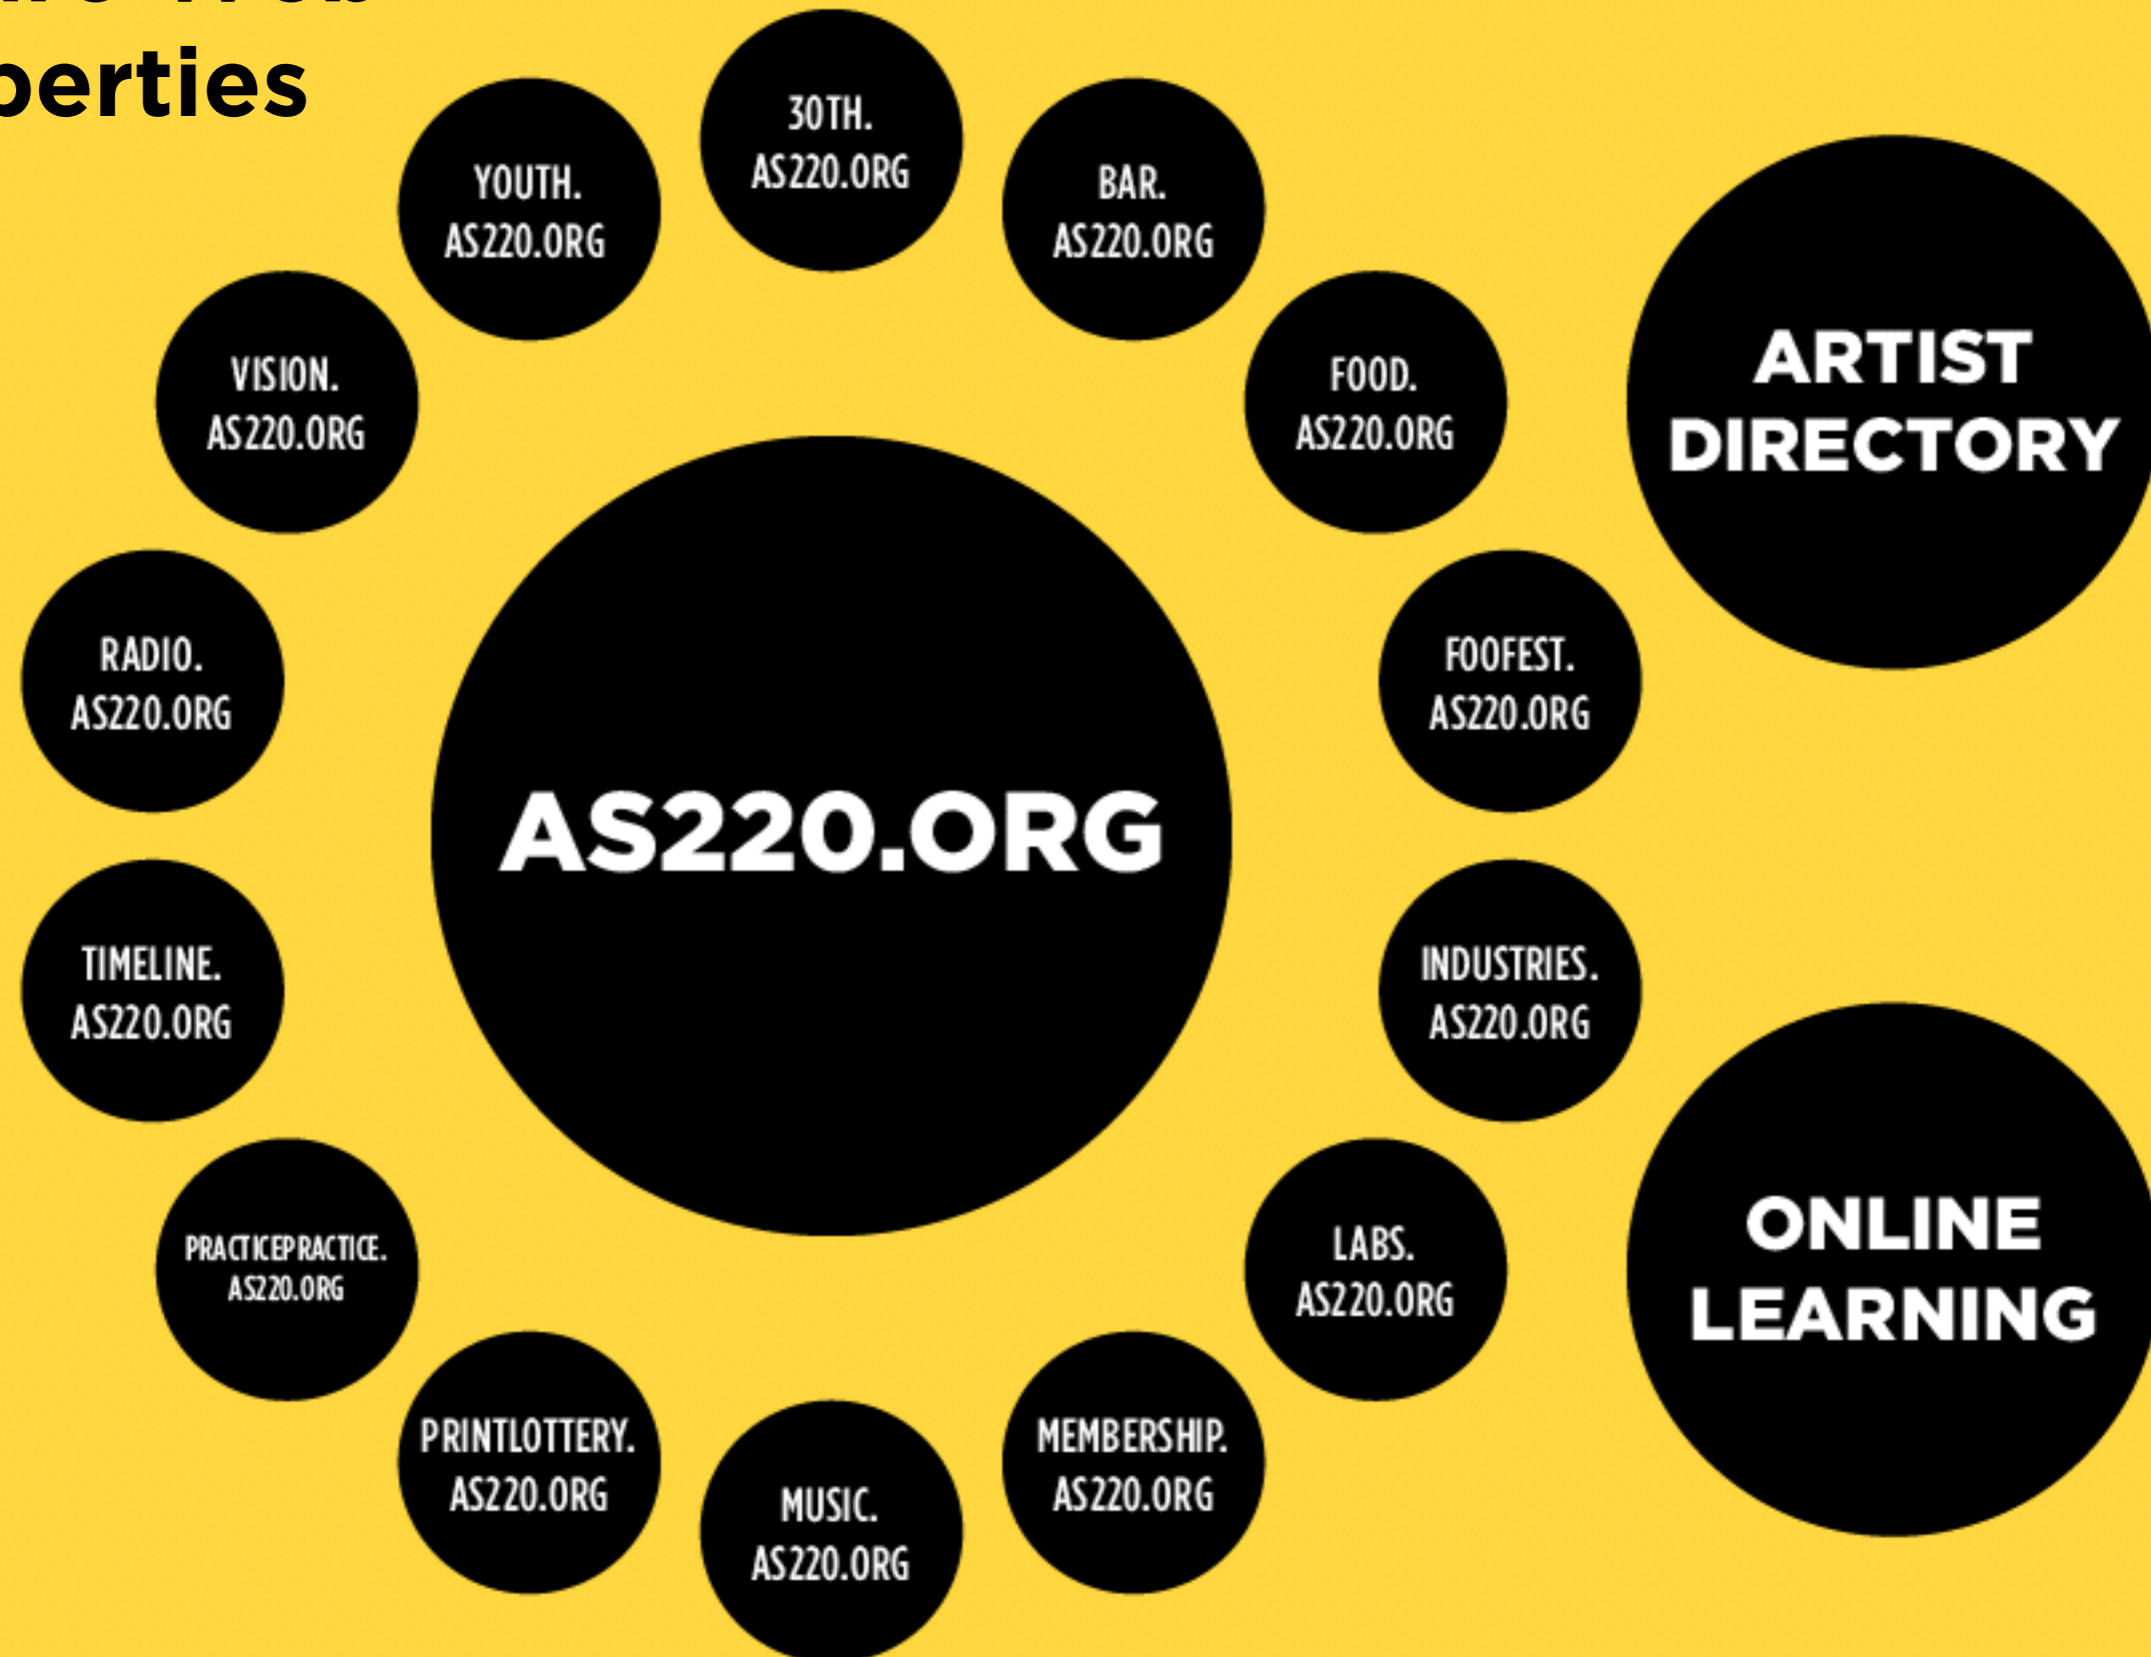 Web
perties
30TH.
AS220.ORG
YOUTH.
AS220.ORG
BAR.
AS220.ORG
VISION.
AS220.ORG
FOOD.
AS220.ORG
ARTIST
DIRECTORY
RADIO.
AS220.ORG
FOOFEST.
AS220.ORG
AS220.ORG
TIMELINE.
AS220.ORG
INDUSTRIES.
AS220.ORG
PRACTICEPRACTICE.
AS220.ORG
LABS.
AS220.ORG
ONLINE
LEARNING
PRINTLOTTERY.
AS220.ORG
MEMBERSHIP.
AS220.ORG
MUSIC.
AS220.ORG